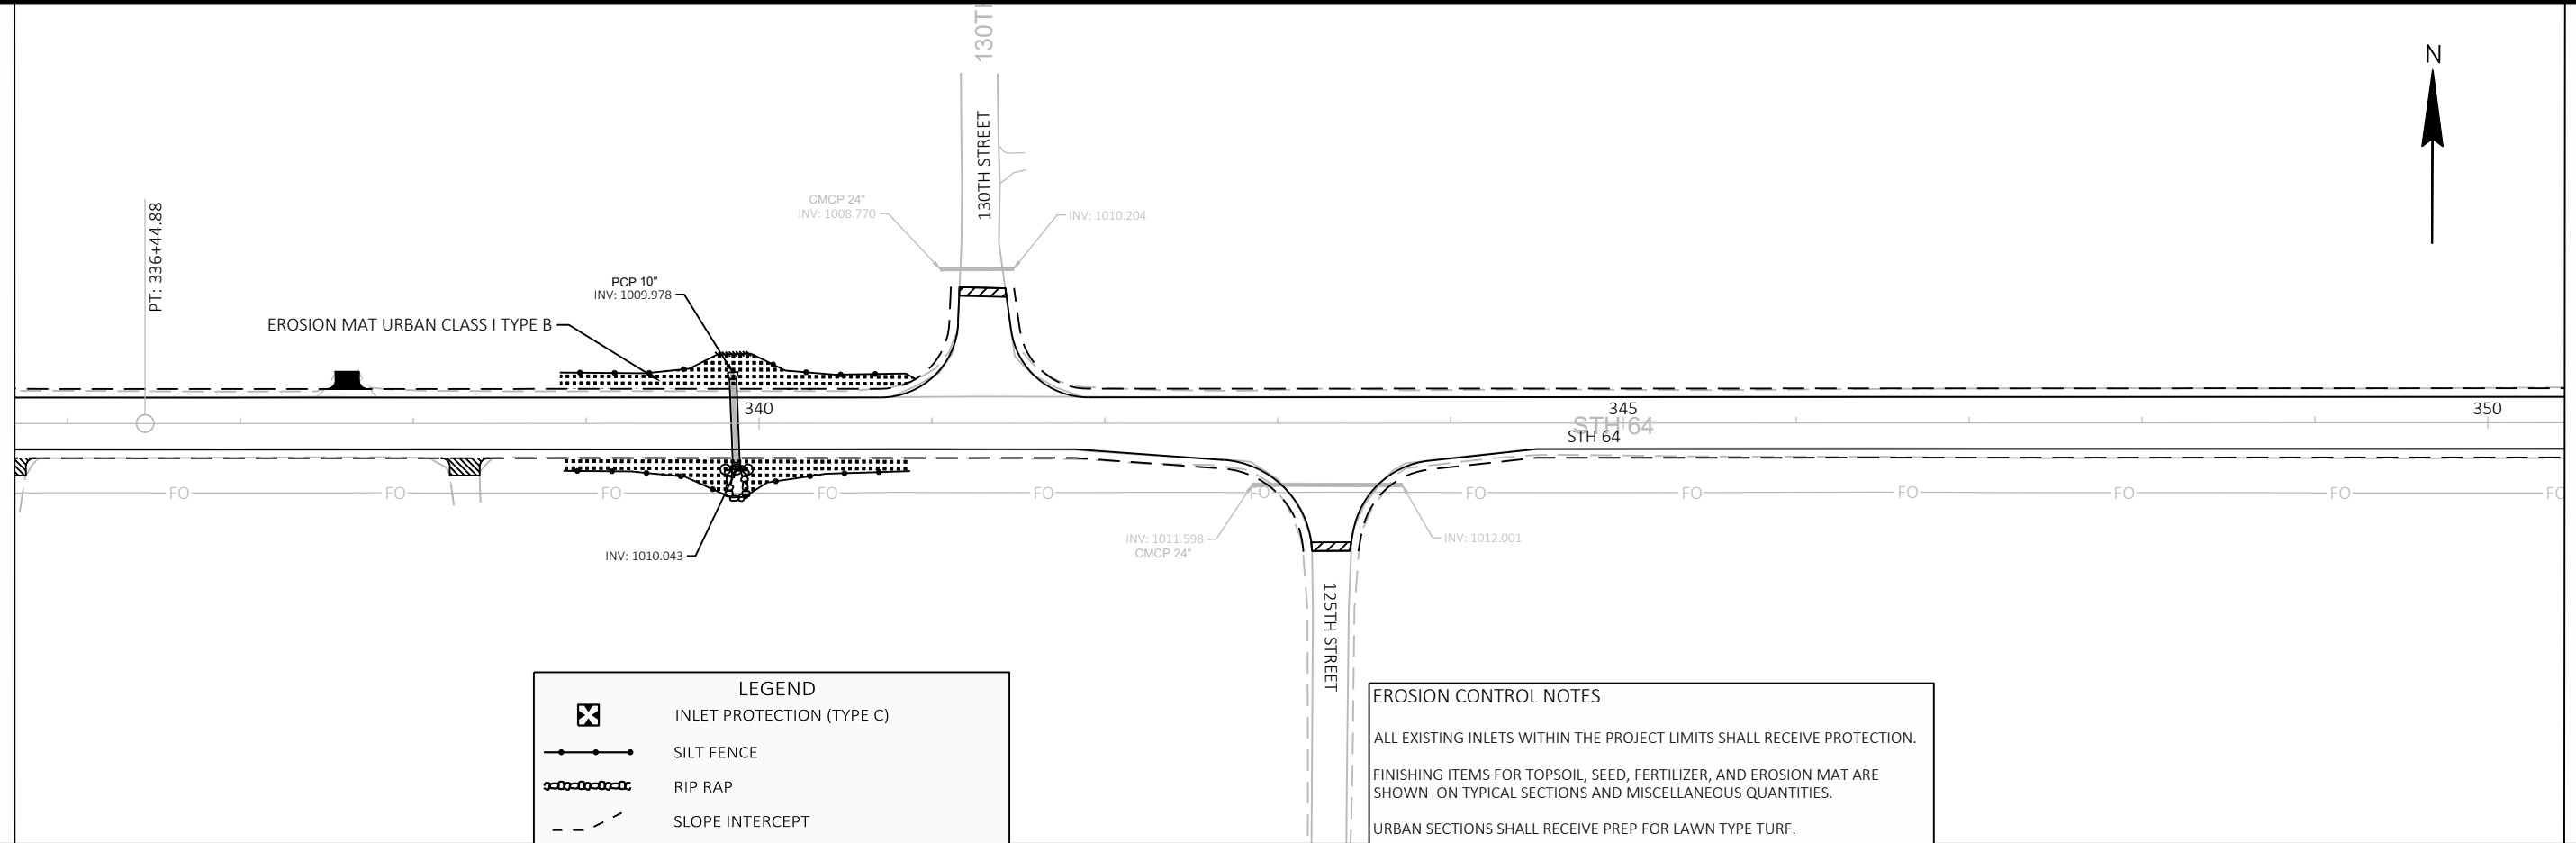 130TH
N
130TH STREET
CMCP 24"
INV: 1008.770
INV: 1010.204
PT: 336+44.88
PCP 10"
INV: 1009.978
EROSION MAT URBAN CLASS I TYPE B
340
345
350
STH 64
STH 64
FO
FO
FO
FO
FO
FO
FO
FO
FO
FO
FO
FO
INV: 1010.043
INV: 1011.598
CMCP 24"
INV: 1012.001
125TH STREET
LEGEND
INLET PROTECTION (TYPE C)
SILT FENCE
RIP RAP
SLOPE INTERCEPT
EROSION CONTROL NOTES
ALL EXISTING INLETS WITHIN THE PROJECT LIMITS SHALL RECEIVE PROTECTION.
FINISHING ITEMS FOR TOPSOIL, SEED, FERTILIZER, AND EROSION MAT ARE
SHOWN ON TYPICAL SECTIONS AND MISCELLANEOUS QUANTITIES.
URBAN SECTIONS SHALL RECEIVE PREP FOR LAWN TYPE TURF.